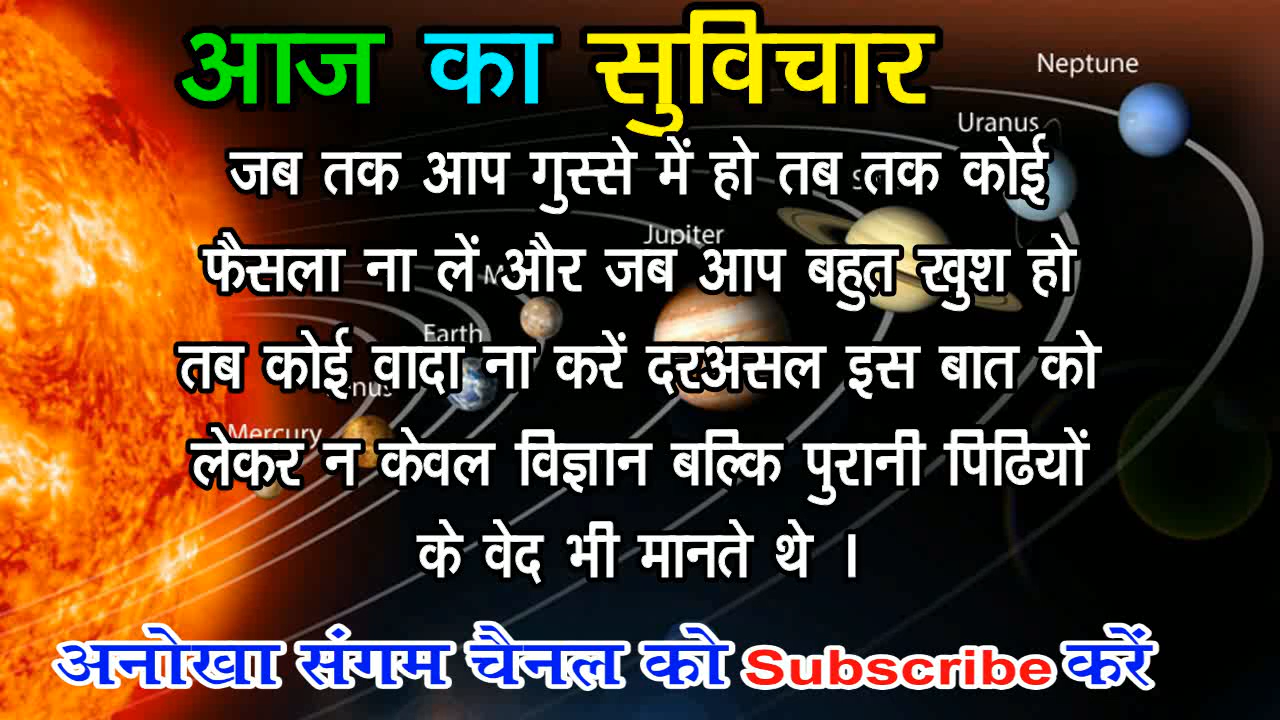 आज का सुविचार
Neptune
Uranus
जब तक आप गुस्से में हो तब तक कोई
Jupiter
फैसला ना लें और जब आप बहुत खुश हो
Earth
तब कोई वादा ना करें दरअसल इस बात को
Mercury
लेकर न केवल विज्ञान बल्कि पुरानी पिढियों
के वेद भी मानते थे ।
अनोखा संगम चैनल को Subscribe करें